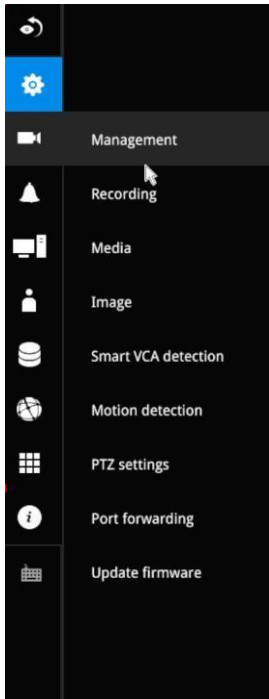 Management
Recording
Media
Image
Smart VCA detection
Motion detection
PTZ settings
Port forwarding
Update firmware